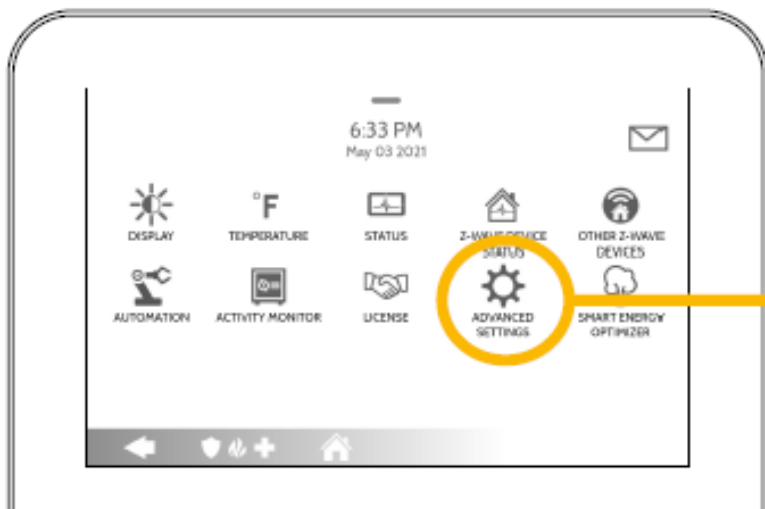 6:33 PM
May 03 2021
DISPLAY
°F
TEMPERATURE
STATUS
Z-WAVE DEVICE
STATUS
OTHER Z-WAVE
DEVICES
AUTOMATION
ACTIVITY MONITOR
LICENSE
ADVANCED
SETTINGS
SMART ENERGY
OPTIMIZER